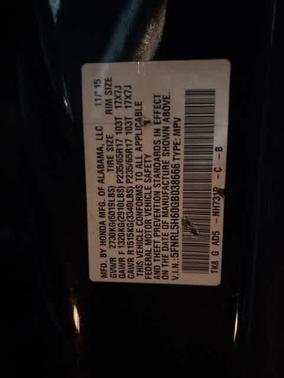 MFD. BY HONDA MFG. OF ALABAMA, LLC 11/ 15
GVWR 2730KG(6019LBS) TIRE SIZE RIM SIZE
GAWR F 1320KG(2910LBS) P235/65R17 103T 17X7J
GAWR R 1515KG(3340LBS) P235/65R17 103T 17X7J
THIS VEHICLE CONFORMS TO ALL APPLICABLE
FEDERAL MOTOR VEHICLE SAFETY
AND THEFT PREVENTION STANDARDS IN EFFECT
ON THE DATE OF MANUFACTURE SHOWN ABOVE.
V.I.N.: 5FNRL5H60GB038666 TYPE: MPV
TK8 G AD5 - NH731P - C - B